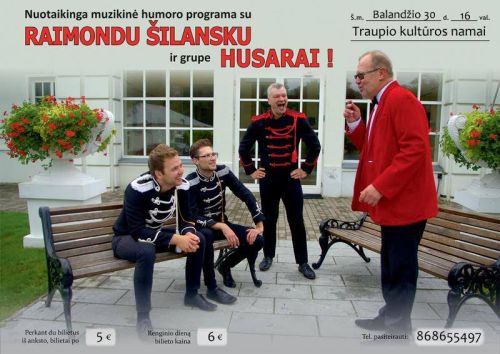 Nuotaikinga muzikinė humoro programa su
RAIMONDU ŠILANSKU
ir grupe HUSARAI !
Š.m. Balandžio 30 d. 16 val.
Traupio kultūros namai
Perkant du bilietus
iš anksto, bilietai po 5 €
Renginio dieną
bilieto kaina 6 €
Tel. pasiteirauti: 868655497